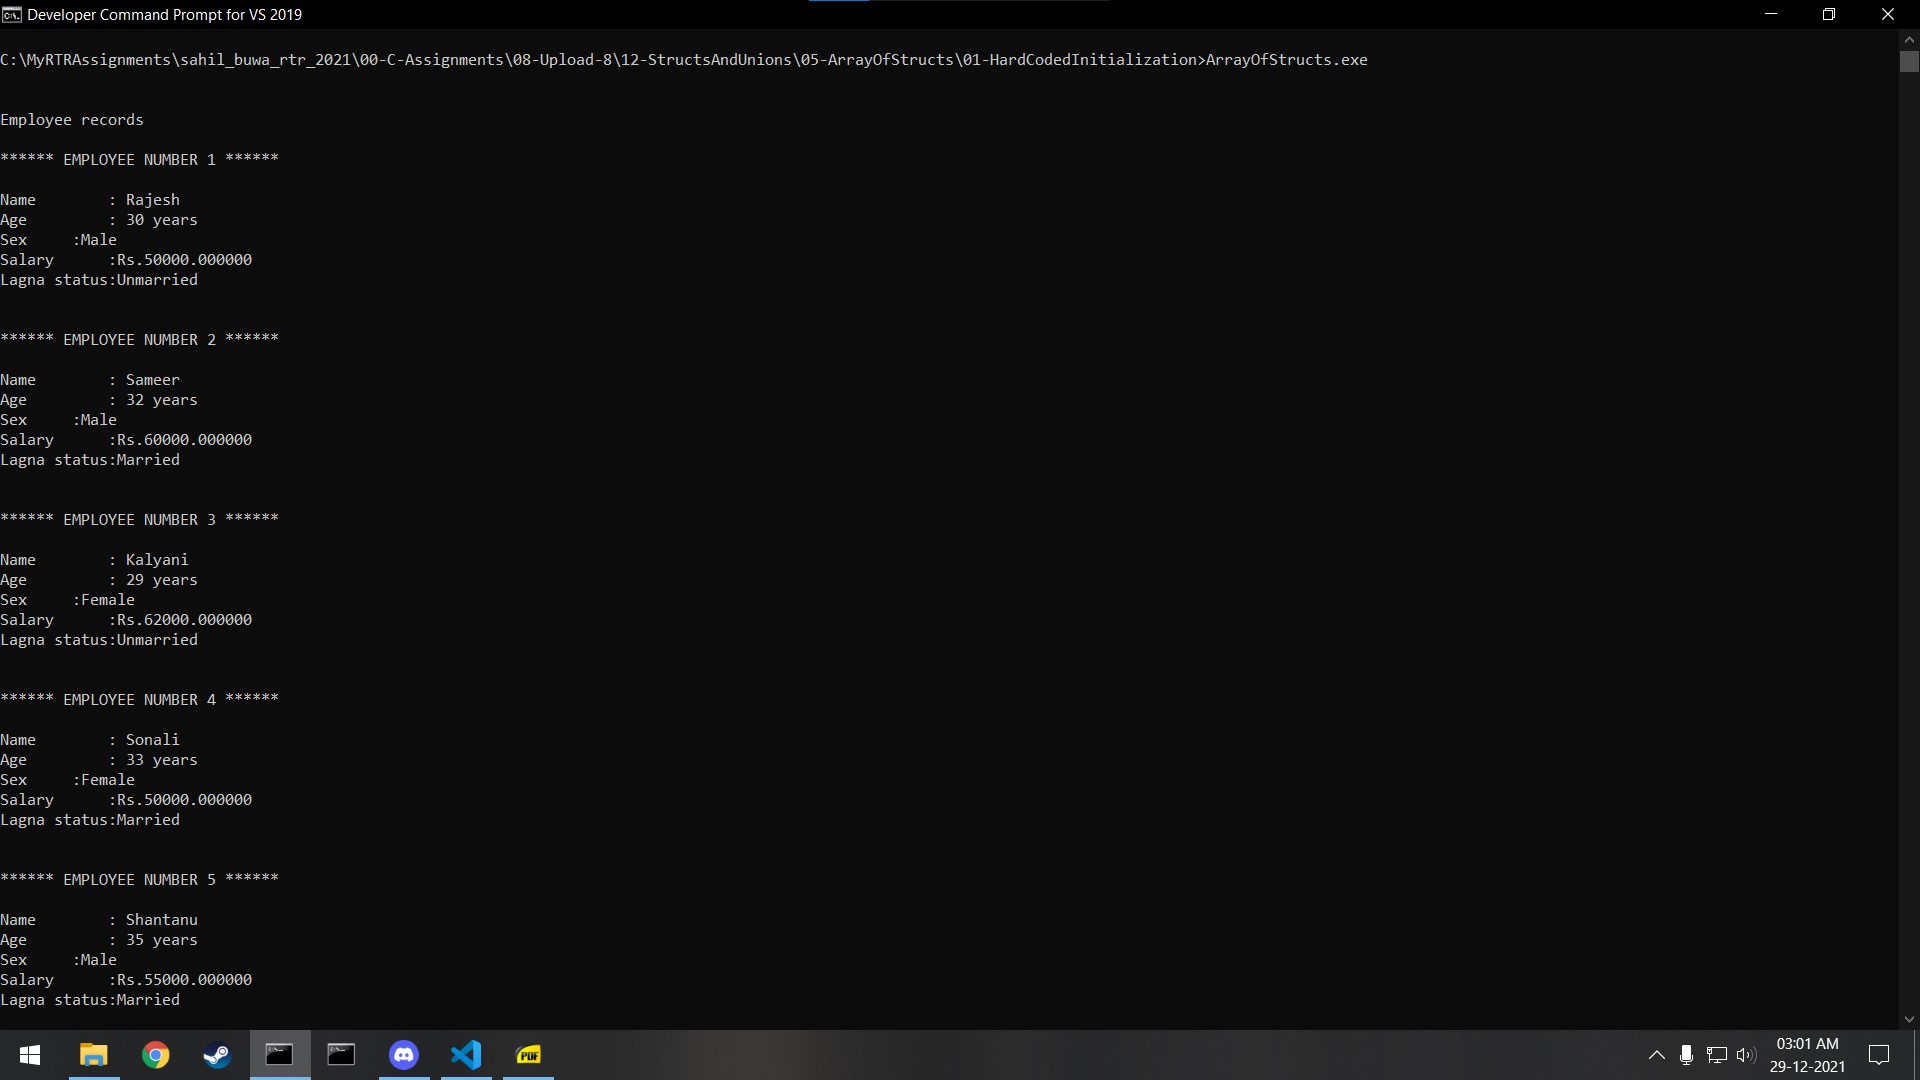 Developer Command Prompt for VS 2019
C:\MyRTRAssignments\sahil_buwa_rtr_2021\00-C-Assignments\08-Upload-8\12-StructsAndUnions\05-ArrayOfStructs\01-HardCodedInitialization>ArrayOfStructs.exe
Employee records
****** EMPLOYEE NUMBER 1 ******
Name        : Rajesh
Age         : 30 years
Sex     :Male
Salary      :Rs.50000.000000
Lagna status:Unmarried
****** EMPLOYEE NUMBER 2 ******
Name        : Sameer
Age         : 32 years
Sex     :Male
Salary      :Rs.60000.000000
Lagna status:Married
****** EMPLOYEE NUMBER 3 ******
Name        : Kalyani
Age         : 29 years
Sex     :Female
Salary      :Rs.62000.000000
Lagna status:Unmarried
****** EMPLOYEE NUMBER 4 ******
Name        : Sonali
Age         : 33 years
Sex     :Female
Salary      :Rs.50000.000000
Lagna status:Married
****** EMPLOYEE NUMBER 5 ******
Name        : Shantanu
Age         : 35 years
Sex     :Male
Salary      :Rs.55000.000000
Lagna status:Married
PDF
03:01 AM
29-12-2021